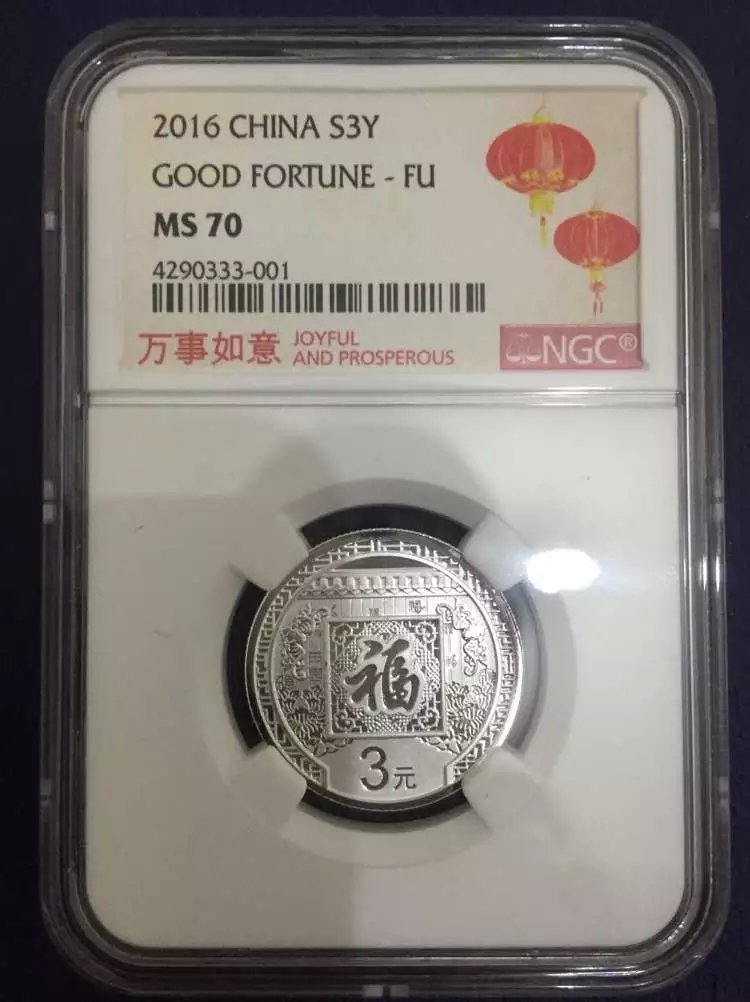 2016 CHINA S3Y
GOOD FORTUNE - FU
MS 70
4290333-001
万事如意 JOYFUL
AND PROSPEROUS
NGC®
福
3元